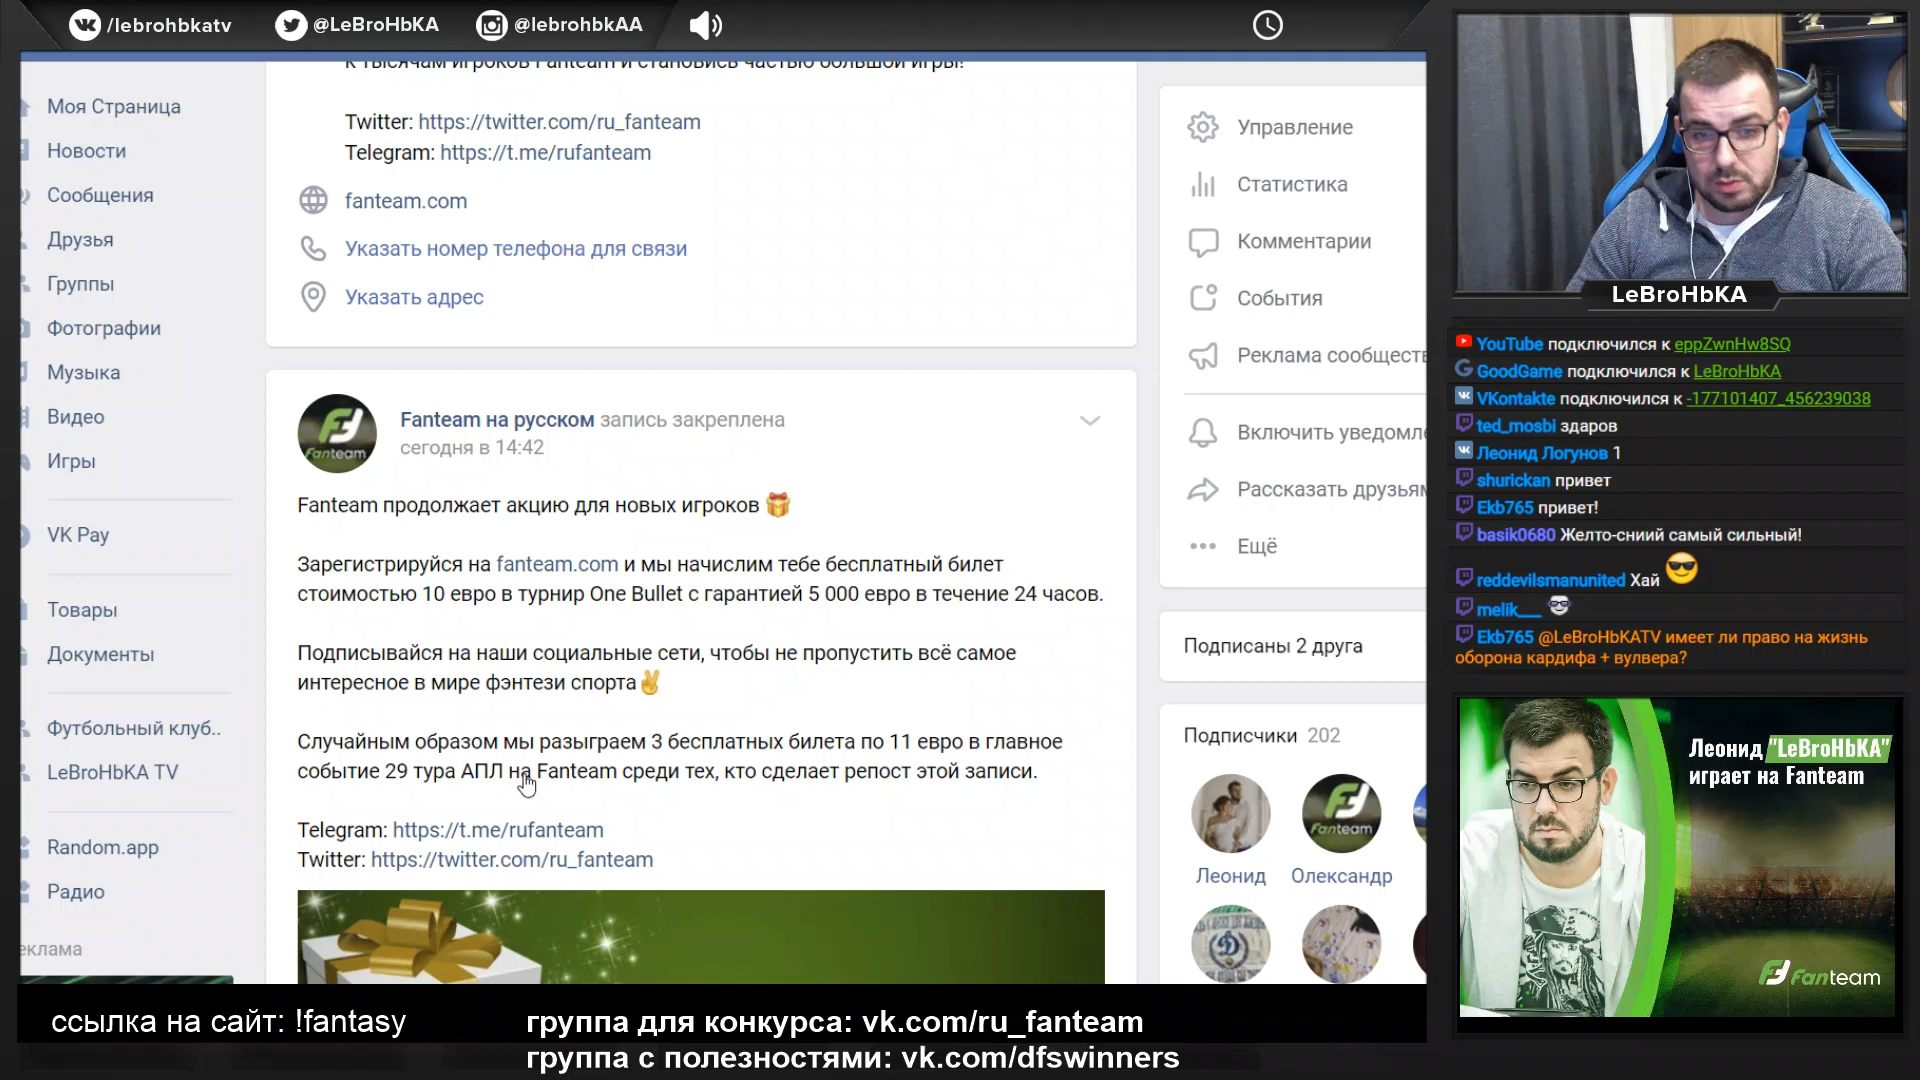 /lebrohbkatv
@LeBroHbKA
@lebrohbkAA
к тысячам игроков Fanteam и становись частью большой игры!
Twitter: https://twitter.com/ru_fanteam
Telegram: https://t.me/rufanteam
fanteam.com
Указать номер телефона для связи
Указать адрес
Моя Страница
Новости
Сообщения
Друзья
Группы
Фотографии
Музыка
Видео
Игры
VK Pay
Товары
Документы
Футбольный клуб..
LeBroHbKA TV
Random.app
Радио
еклама
Fanteam на русском запись закреплена
сегодня в 14:42
Fanteam
Fanteam продолжает акцию для новых игроков
Зарегистрируйся на fanteam.com и мы начислим тебе бесплатный билет
стоимостью 10 евро в турнир One Bullet с гарантией 5 000 евро в течение 24 часов.
Подписывайся на наши социальные сети, чтобы не пропустить всё самое
интересное в мире фэнтези спорта
Случайным образом мы разыграем 3 бесплатных билета по 11 евро в главное
событие 29 тура АПЛ на Fanteam среди тех, кто сделает репост этой записи.
Telegram: https://t.me/rufanteam
Twitter: https://twitter.com/ru_fanteam
Управление
Статистика
Комментарии
События
Реклама сообщест
Включить уведомл
Рассказать друзья
Ещё
Подписаны 2 друга
Подписчики 202
Fanteam
Леонид
Олександр
LeBroHbKA
YouTube подключился к eppZwnHw8SQ
GoodGame подключился к LeBroHbKA
VKontakte подключился к -177101407_456239038
ted_mosbi здаров
Леонид Логунов 1
shurickan привет
Ekb765 привет!
basik0680 Желто-сниий самый сильный!
reddevilsmanunited Хай
melik___
Ekb765 @LeBroHbKATV имеет ли право на жизнь
оборона кардифа + вулвера?
Леонид "LeBroHbKA"
играет на Fanteam
Fanteam
ссылка на сайт: !fantasy
группа для конкурса: vk.com/ru_fanteam
группа с полезностями: vk.com/dfswinners